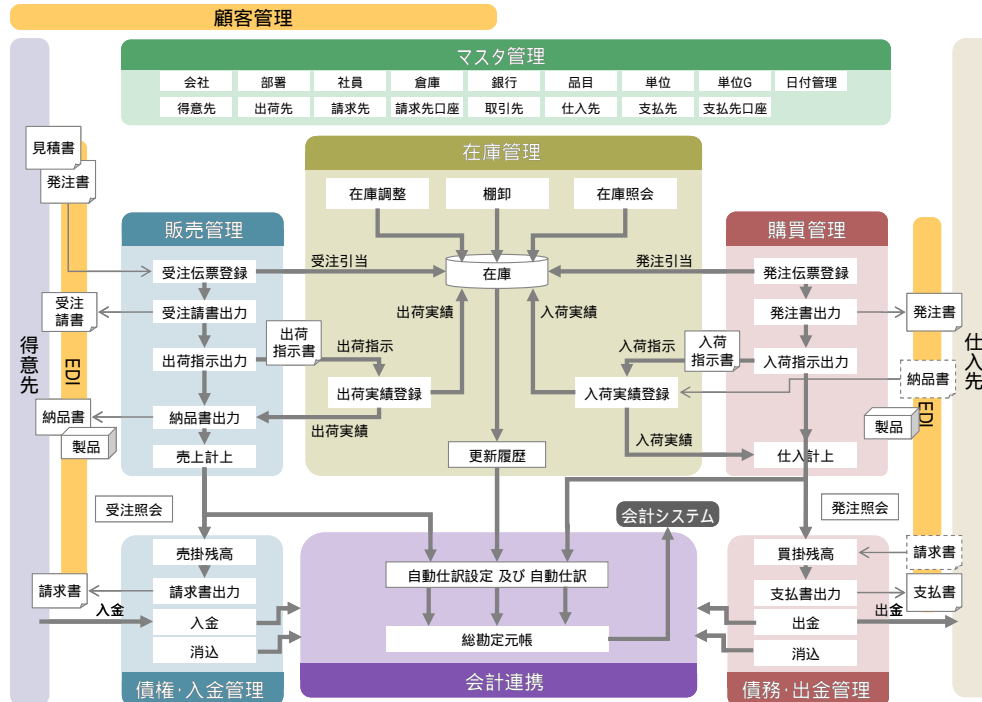 顧客管理
マスタ管理
会社
部署
社員
倉庫
銀行
品目
単位
単位G
日付管理
得意先
出荷先
請求先
請求先口座
取引先
仕入先
支払先
支払先口座
得意先
EDI
見積書
発注書
受注
請書
納品書
製品
請求書
入金
販売管理
受注伝票登録
受注請書出力
出荷指示出力
納品書出力
売上計上
受注照会
在庫管理
在庫調整
棚卸
在庫照会
受注引当
在庫
発注引当
出荷実績
入荷実績
出荷
指示書
出荷指示
出荷実績登録
出荷実績
入荷指示
入荷
指示書
入荷実績登録
入荷実績
更新履歴
購買管理
発注伝票登録
発注書出力
入荷指示出力
仕入計上
発注照会
仕入先
EDI
発注書
納品書
製品
請求書
支払書
出金
売掛残高
請求書出力
入金
消込
債権・入金管理
会計システム
自動仕訳設定 及び 自動仕訳
総勘定元帳
会計連携
買掛残高
支払書出力
出金
消込
債務・出金管理